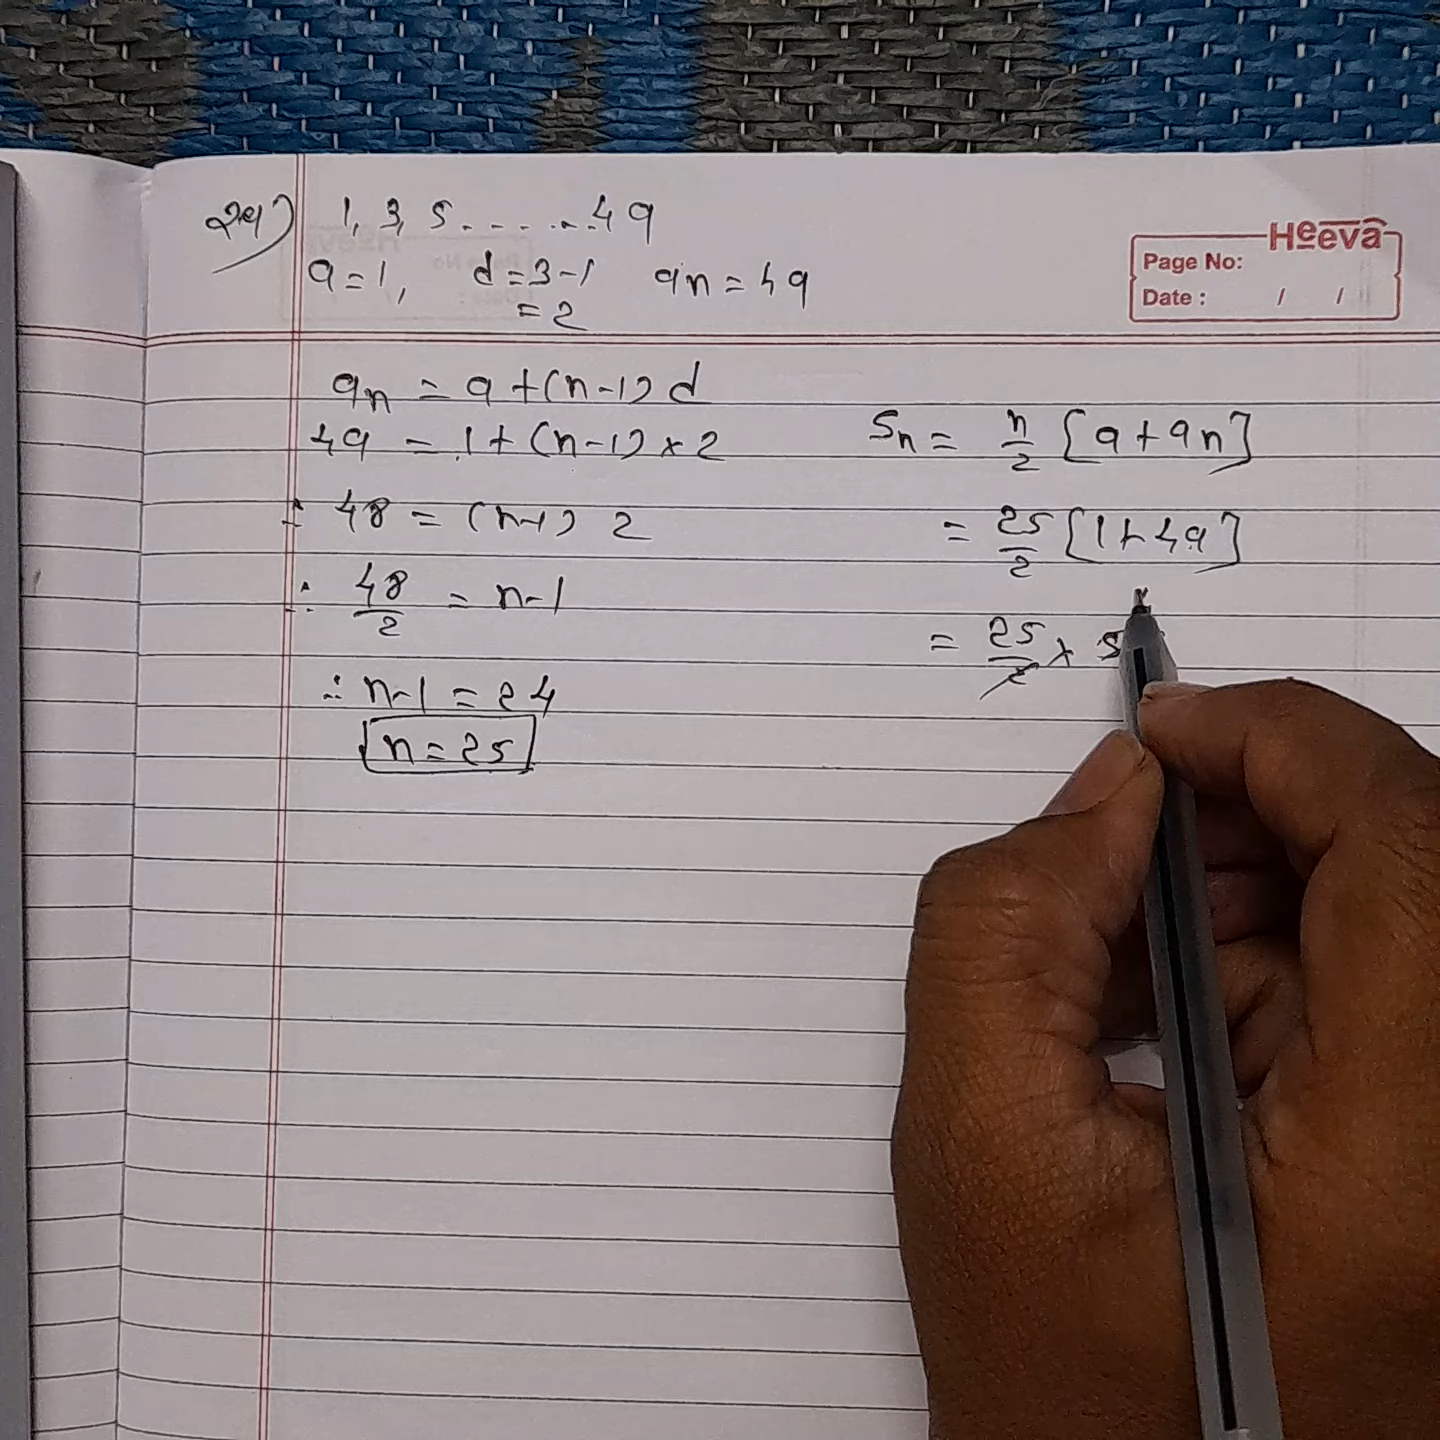 1, 3, 5.......49
a = 1, d = 3-1 an = 49
= 2
Heeva
Page No:
Date : / /
an = a + (n-1) d
49 = 1 + (n-1) × 2
∴ 48 = (n-1) 2
∴ 48/2 = n-1
∴ n-1 = 24
n = 25
Sn = n/2 [a + an]
= 25/2 [1 + 49]
= 25/2 × 5